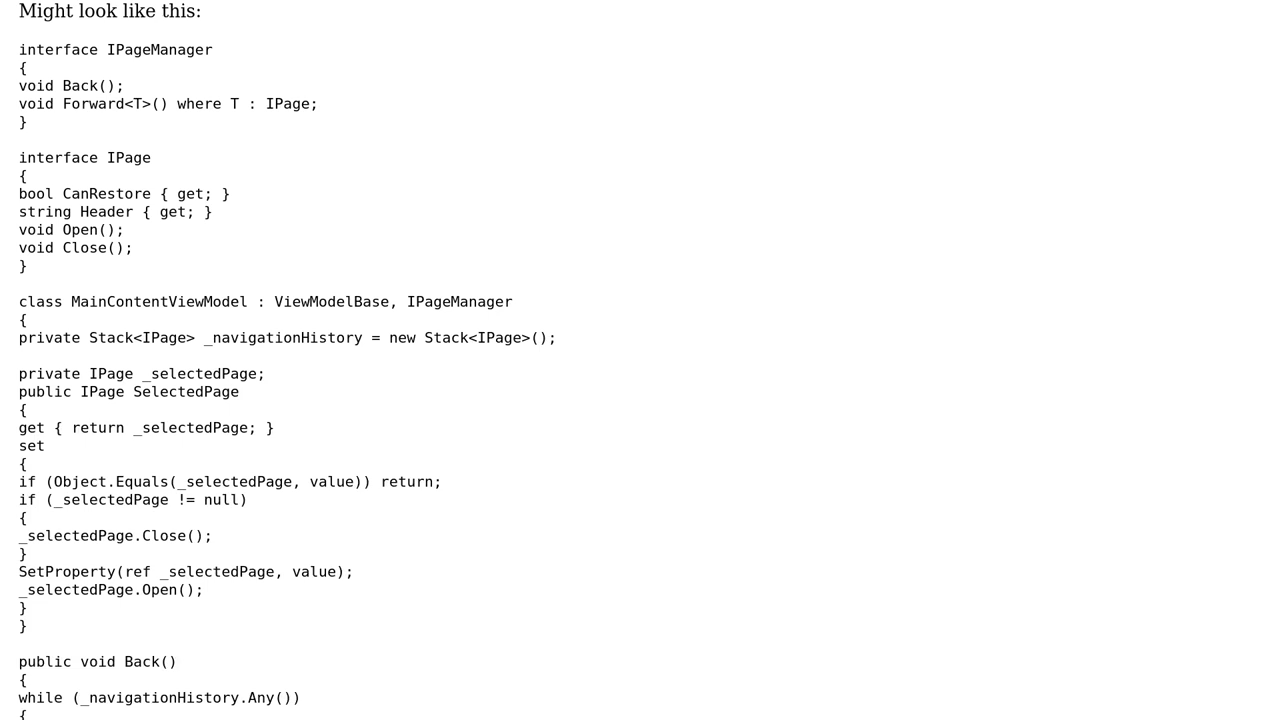 Might look like this:
interface IPageManager
{
void Back();
void Forward<T>() where T : IPage;
}
interface IPage
{
bool CanRestore { get; }
string Header { get; }
void Open();
void Close();
}
class MainContentViewModel : ViewModelBase, IPageManager
{
private Stack<IPage> _navigationHistory = new Stack<IPage>();
private IPage _selectedPage;
public IPage SelectedPage
{
get { return _selectedPage; }
set
{
if (Object.Equals(_selectedPage, value)) return;
if (_selectedPage != null)
{
_selectedPage.Close();
}
SetProperty(ref _selectedPage, value);
_selectedPage.Open();
}
}
public void Back()
{
while (_navigationHistory.Any())
{